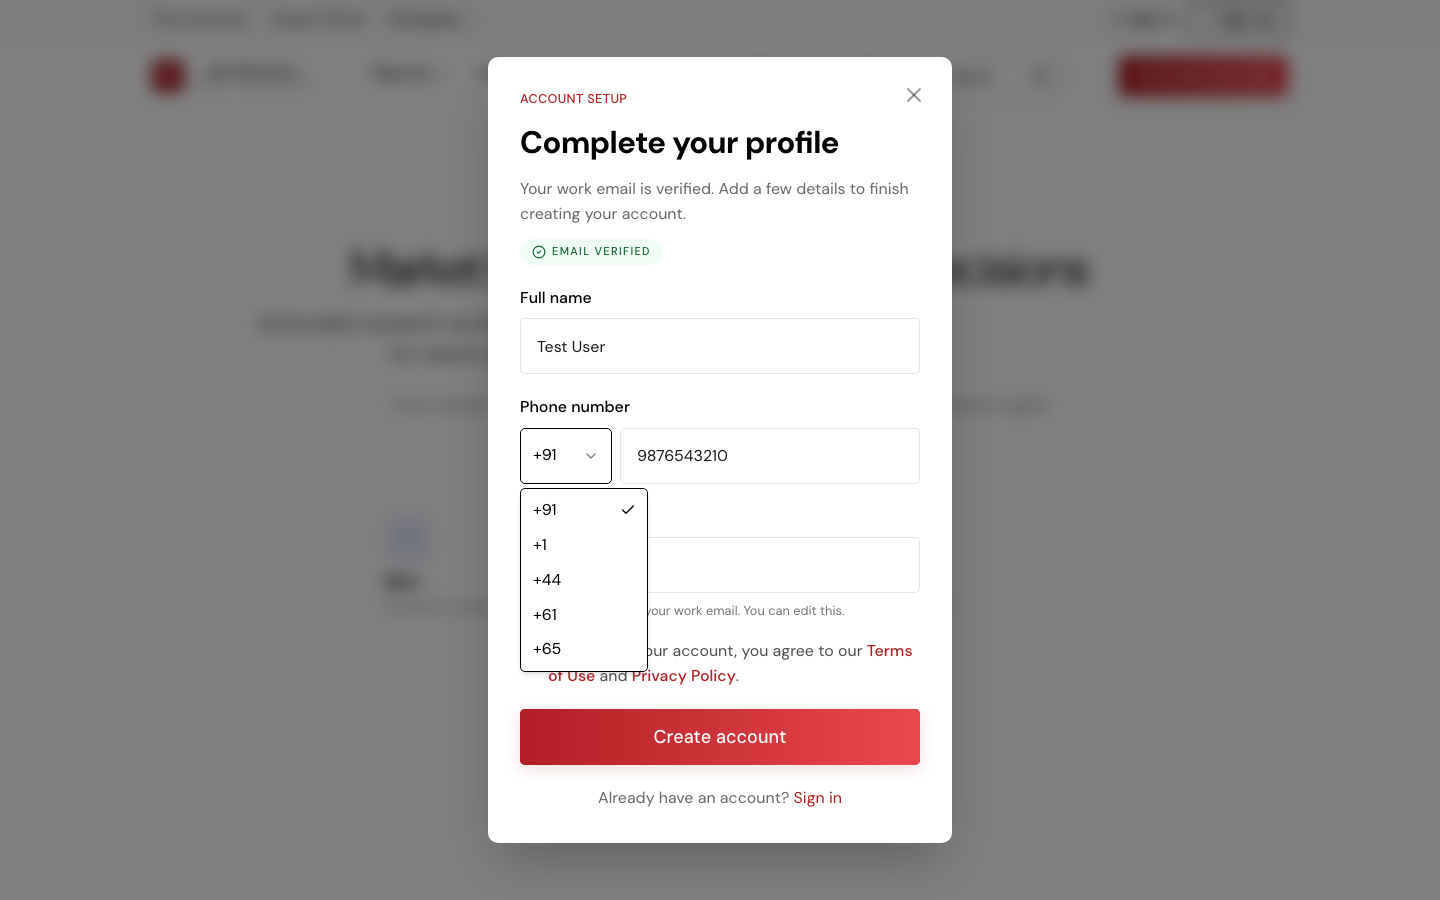 ACCOUNT SETUP
Complete your profile
Your work email is verified. Add a few details to finish
creating your account.
EMAIL VERIFIED
Full name
Test User
Phone number
+91
9876543210
+91
+1
+44
+61
+65
your work email. You can edit this.
account, you agree to our Terms
of Use and Privacy Policy.
Create account
Already have an account? Sign in